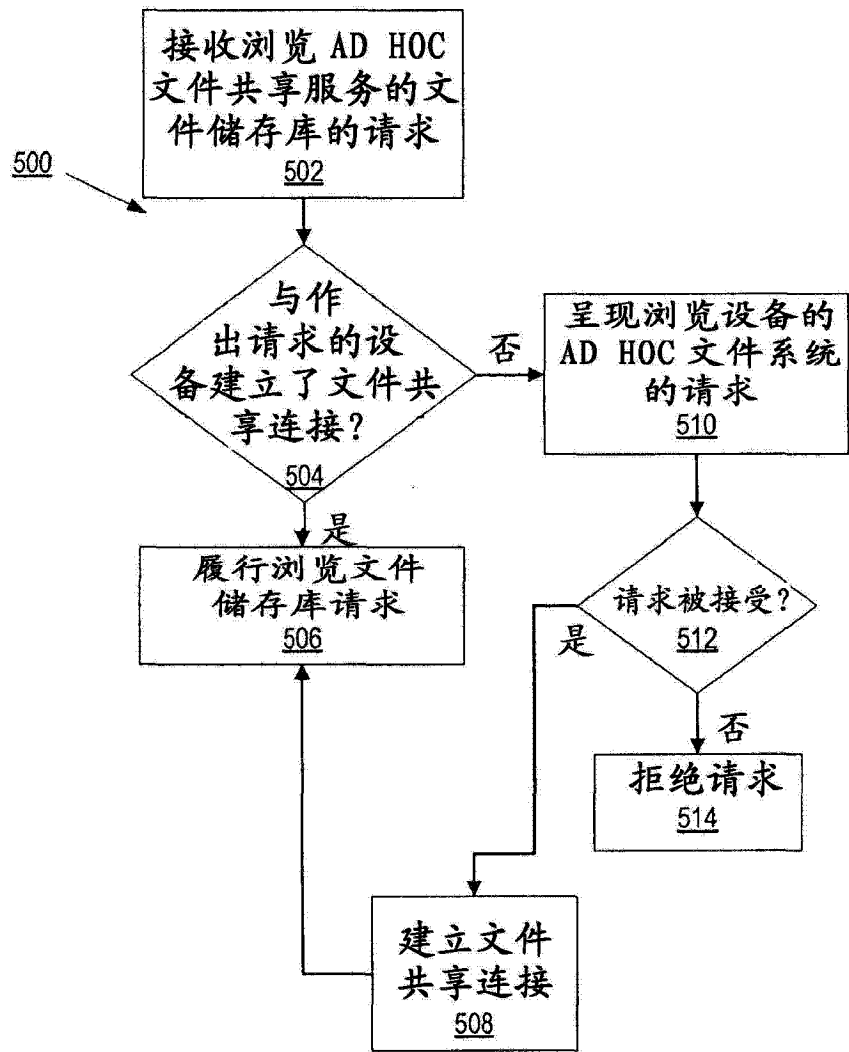 接收浏览 AD HOC
文件共享服务的文
件储存库的请求
502
500
与作
出请求的设
备建立了文件共
享连接?
504
否
呈现浏览设备的
AD HOC 文件系统
的请求
510
是
履行浏览文件
储存库请求
506
请求被接受?
512
是
否
拒绝请求
514
建立文件
共享连接
508